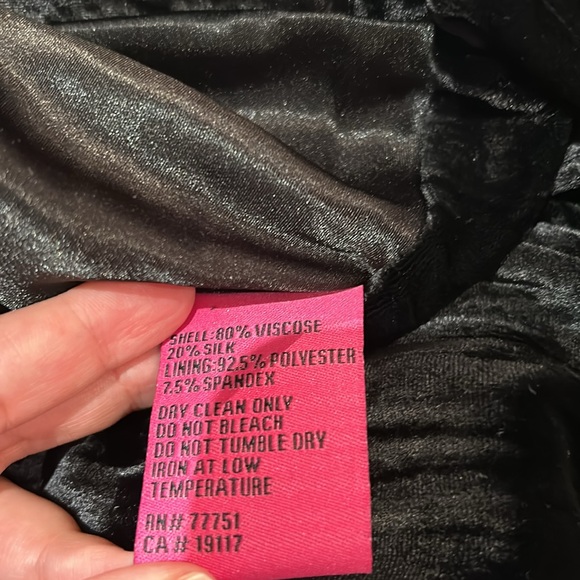 SHELL:80% VISCOSE
20% SILK
LINING:92.5% POLYESTER
7.5% SPANDEX
DRY CLEAN ONLY
DO NOT BLEACH
DO NOT TUMBLE DRY
IRON AT LOW
TEMPERATURE
RN# 77751
CA# 19117